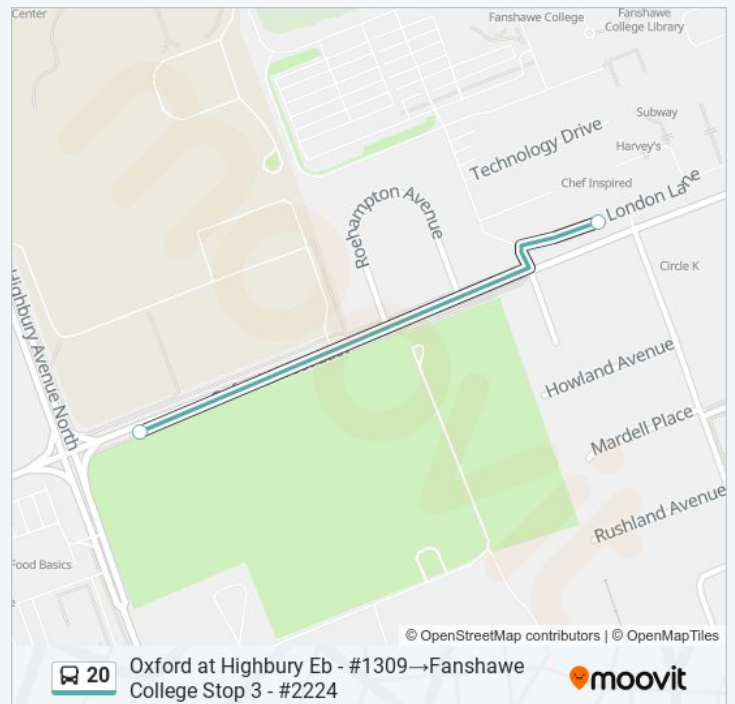 Center
Fanshawe College
Fanshawe
College Library
Subway
Technology Drive
Harvey's
Chef Inspired
London Lane
Roehampton Avenue
Circle K
Highbury Avenue North
Howland Avenue
Mardell Place
Rushland Avenue
Food Basics
moovit
© OpenStreetMap contributors | © OpenMapTiles
20
Oxford at Highbury Eb - #1309→Fanshawe
College Stop 3 - #2224
moovit